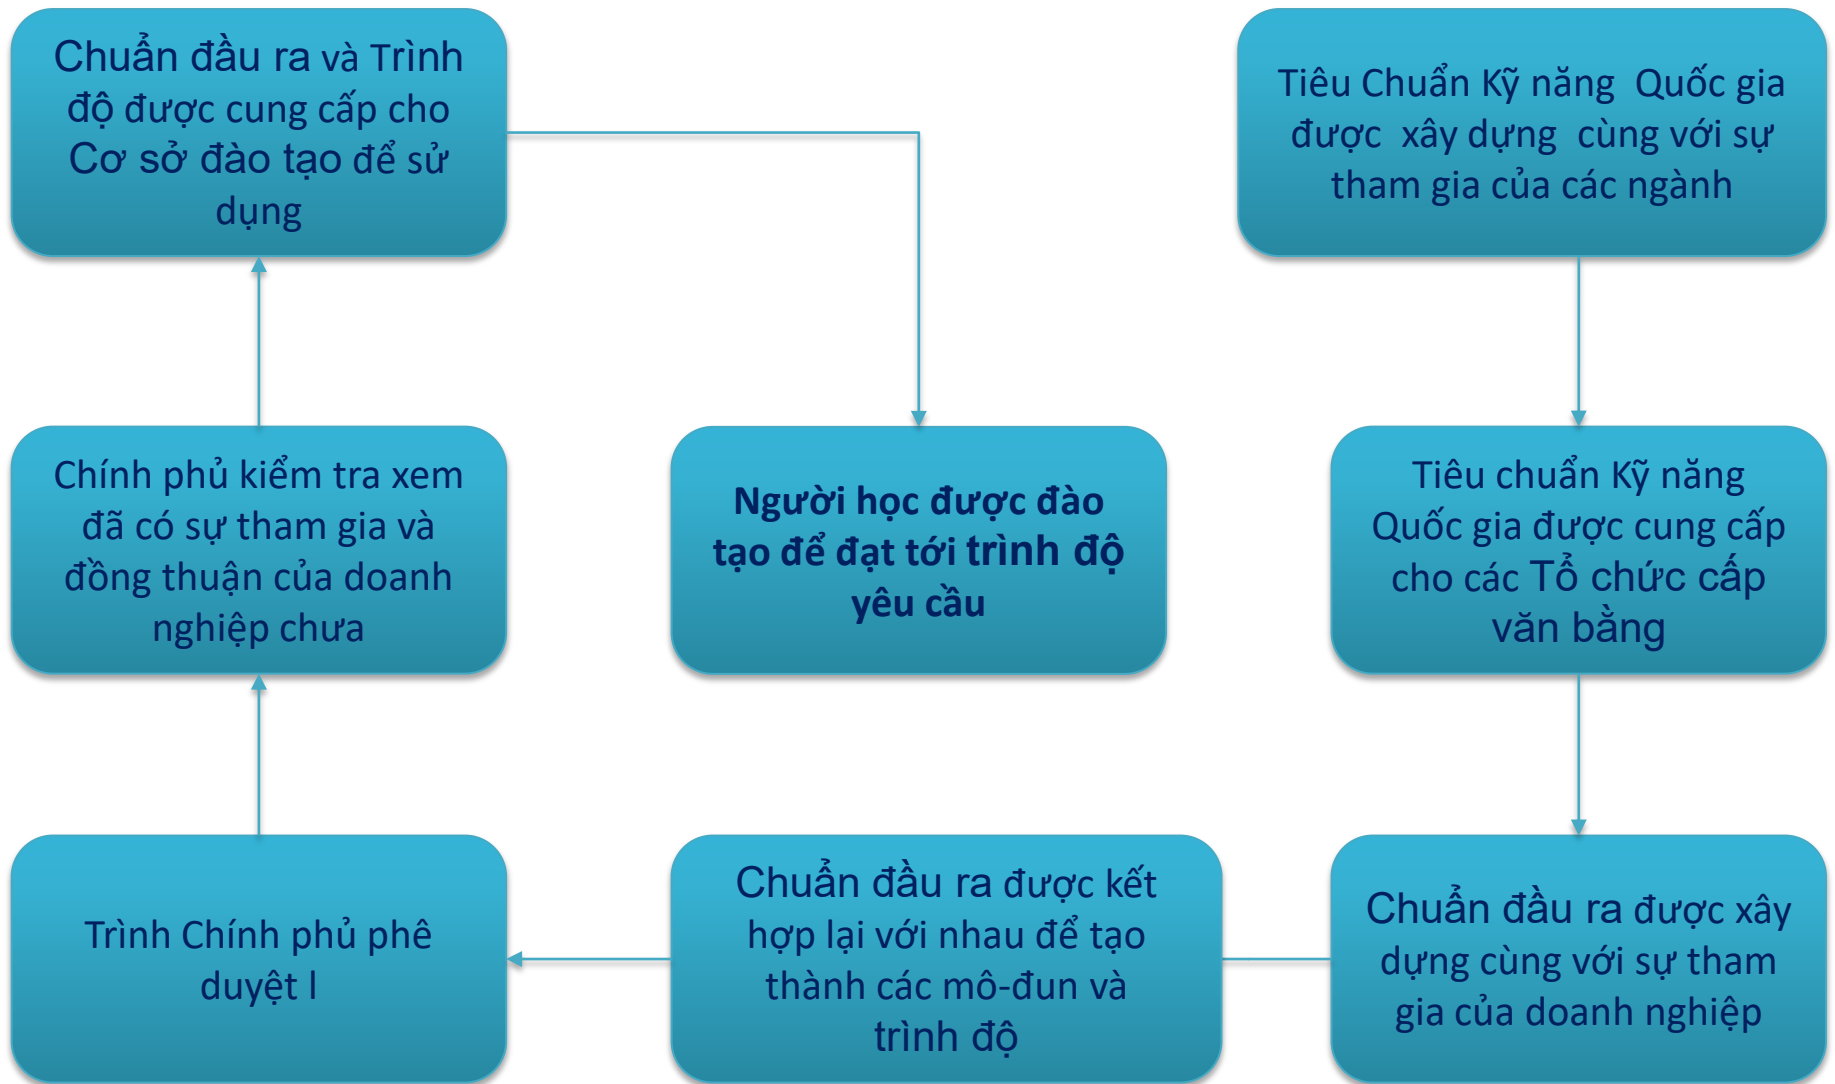 Chuẩn đầu ra và Trình
độ được cung cấp cho
Cơ sở đào tạo để sử
dụng
Tiêu Chuẩn Kỹ năng Quốc gia
được xây dựng cùng với sự
tham gia của các ngành
Chính phủ kiểm tra xem
đã có sự tham gia và
đồng thuận của doanh
nghiệp chưa
Người học được đào
tạo để đạt tới trình độ
yêu cầu
Tiêu chuẩn Kỹ năng
Quốc gia được cung cấp
cho các Tổ chức cấp
văn bằng
Trình Chính phủ phê
duyệt l
Chuẩn đầu ra được kết
hợp lại với nhau để tạo
thành các mô-đun và
trình độ
Chuẩn đầu ra được xây
dựng cùng với sự tham
gia của doanh nghiệp